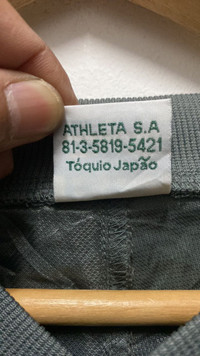 ATHLETA S.A
81-3-5819-5421
Tóquio Japão